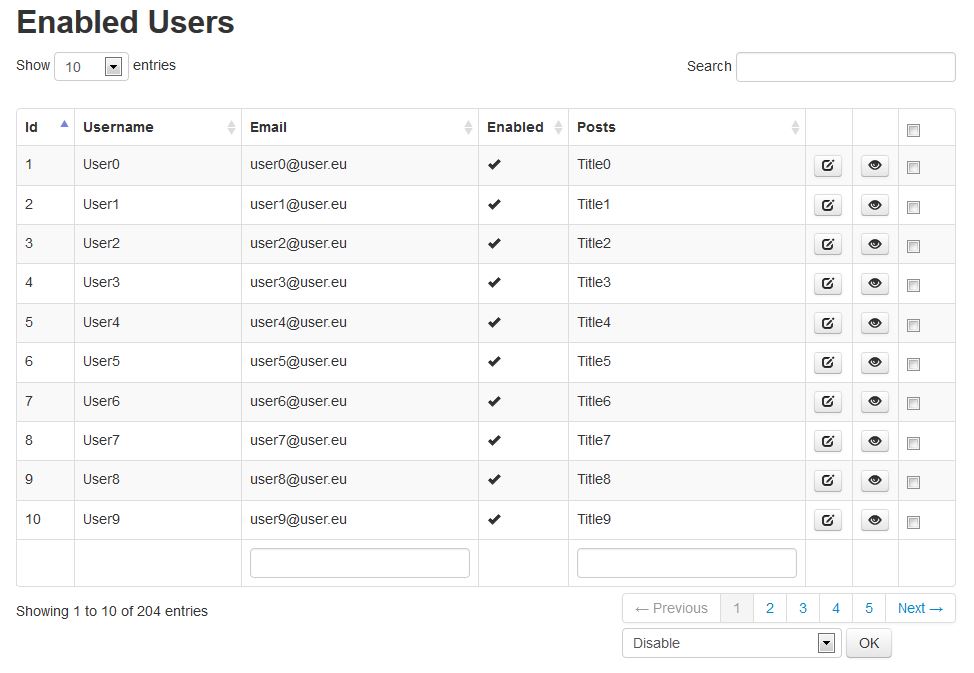 Enabled Users
Show 10 entries Search
Id Username Email Enabled Posts
1 User0 user0@user.eu Title0
2 User1 user1@user.eu Title1
3 User2 user2@user.eu Title2
4 User3 user3@user.eu Title3
5 User4 user4@user.eu Title4
6 User5 user5@user.eu Title5
7 User6 user6@user.eu Title6
8 User7 user7@user.eu Title7
9 User8 user8@user.eu Title8
10 User9 user9@user.eu Title9
Showing 1 to 10 of 204 entries ← Previous 1 2 3 4 5 Next →
Disable OK